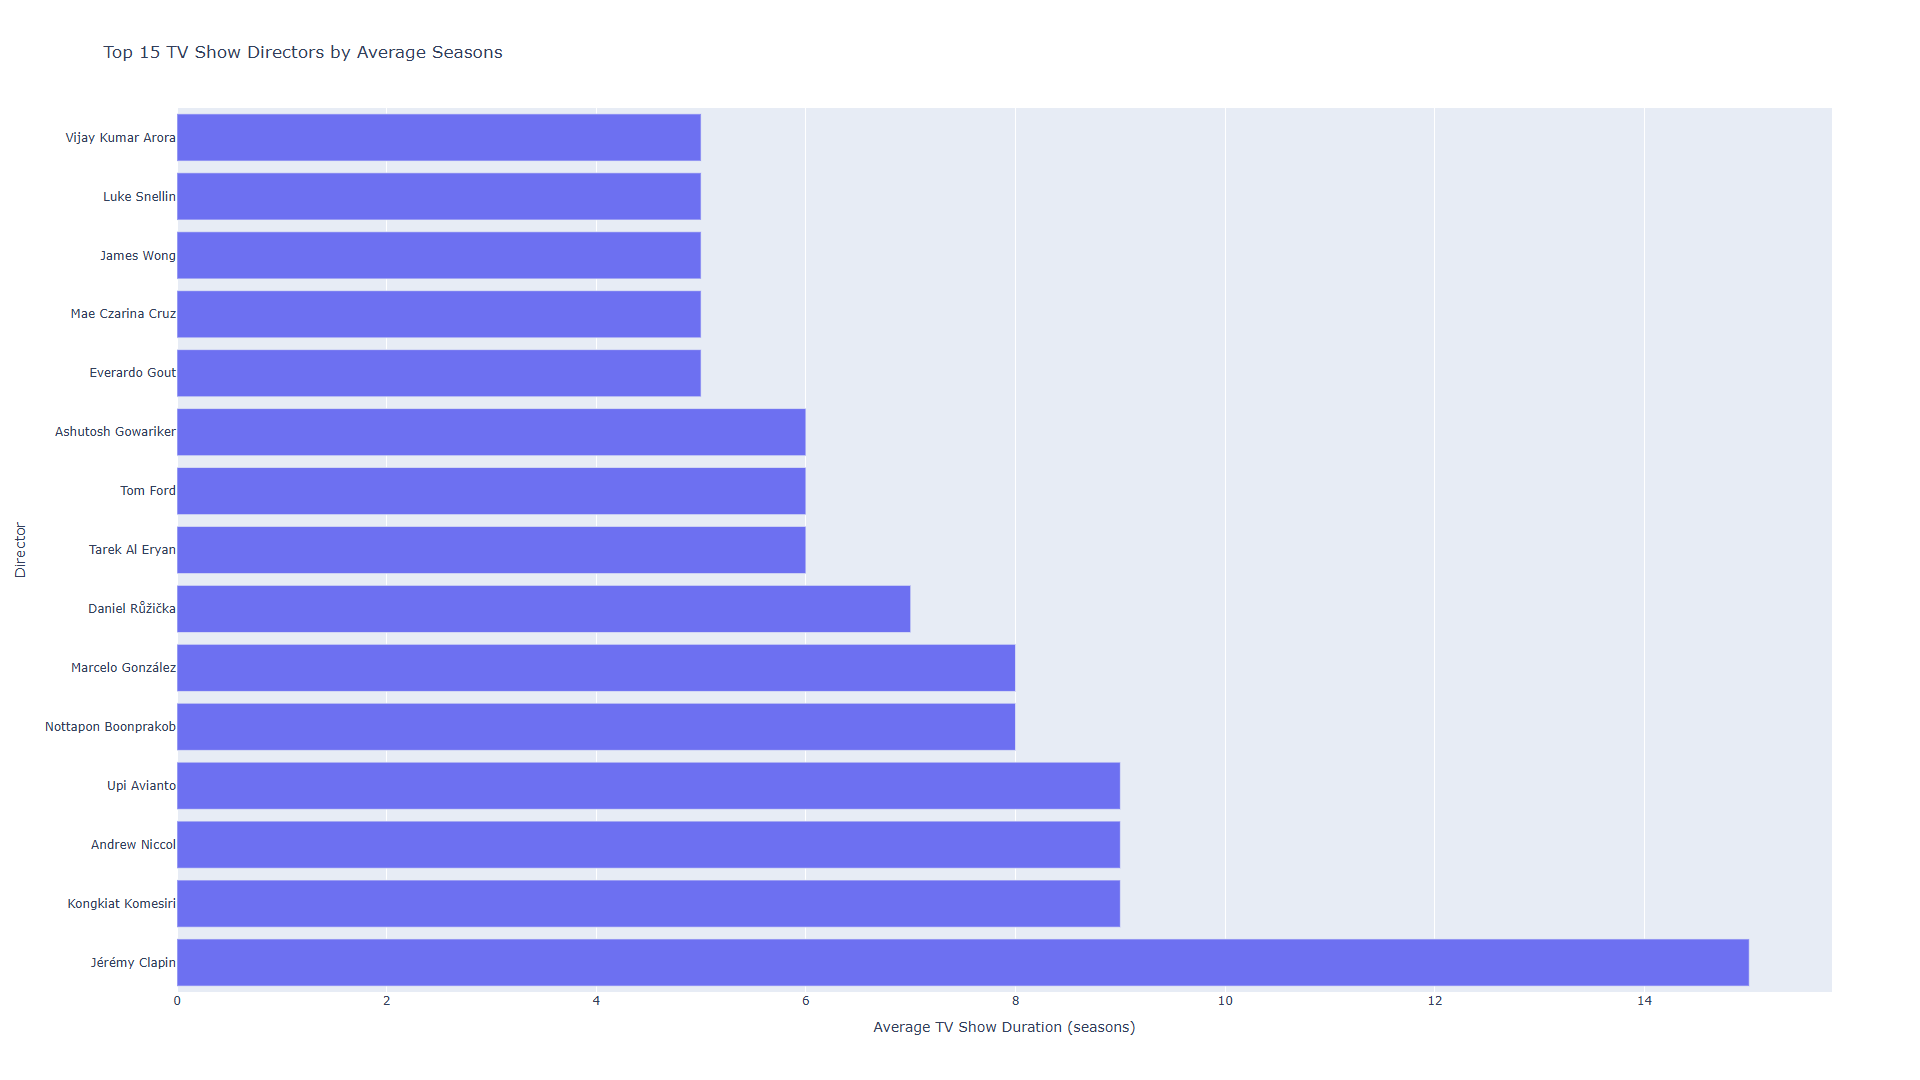 Top 15 TV Show Directors by Average Seasons
Vijay Kumar Arora
Luke Snellin
James Wong
Mae Czarina Cruz
Everardo Gout
Ashutosh Gowariker
Tom Ford
Tarek Al Eryan
Daniel Růžička
Marcelo González
Nottapon Boonprakob
Upi Avianto
Andrew Niccol
Kongkiat Komesiri
Jérémy Clapin
Director
0 2 4 6 8 10 12 14
Average TV Show Duration (seasons)